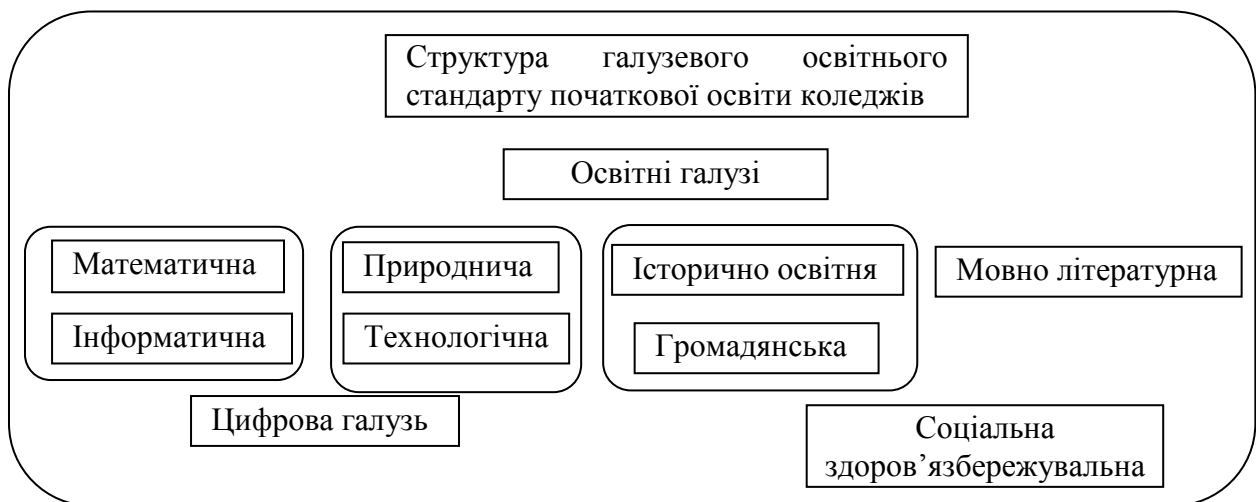 Структура галузевого освітнього
стандарту початкової освіти коледжів
Освітні галузі
Математична
Інформатична
Природнича
Технологічна
Історично освітня
Громадянська
Мовно літературна
Цифрова галузь
Соціальна
здоров’язбережувальна